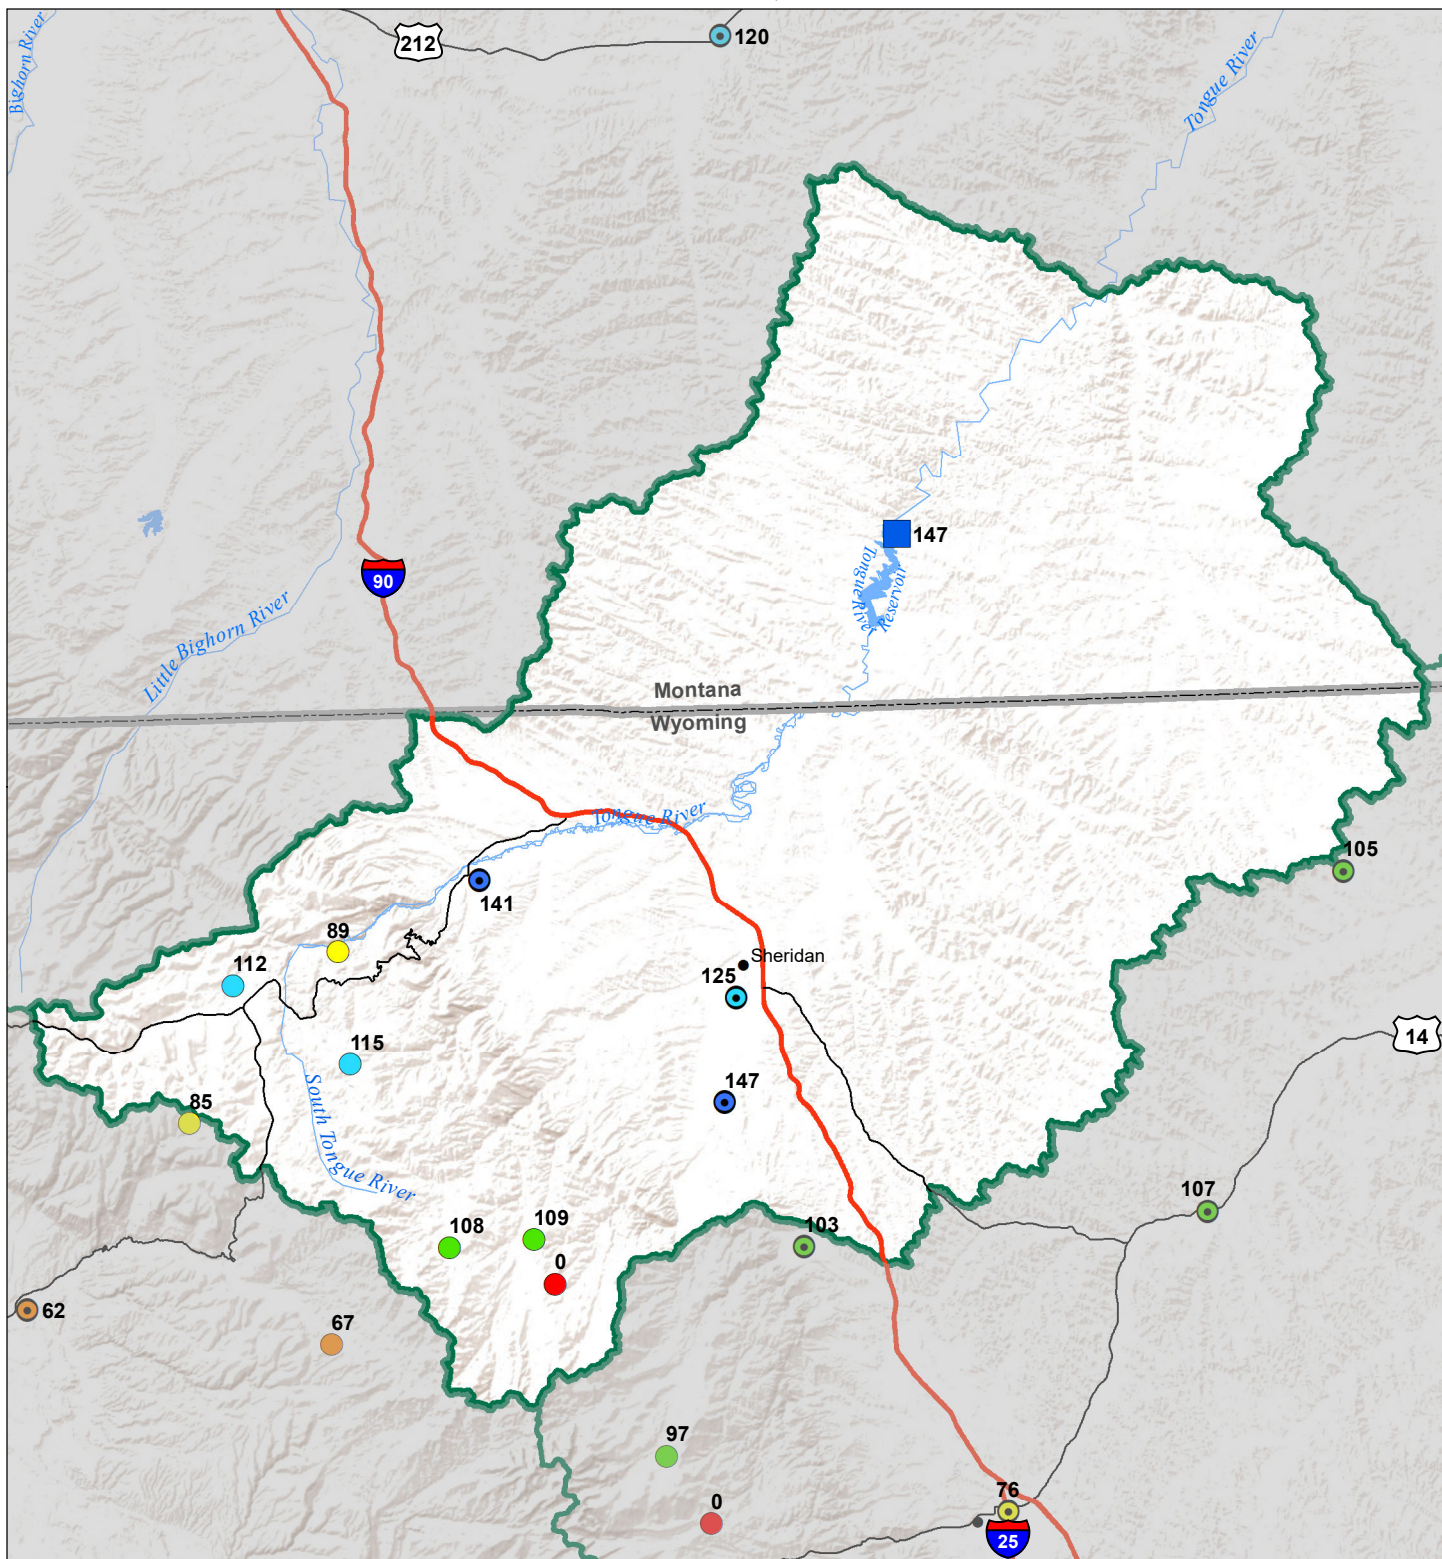 Bighorn River
212
120
Tongue River
147
Tongue River
Reservoir
90
Little Bighorn River
Montana
Wyoming
Tongue River
105
141
89
112
Sheridan
125
14
115
147
85
South Tongue River
107
108
109
103
0
62
67
97
0
76
25